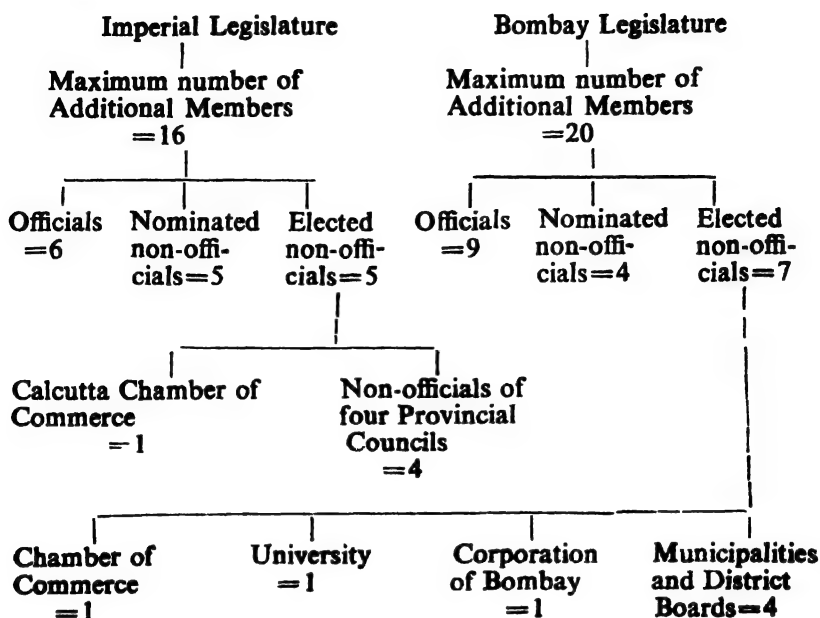 Imperial Legislature
Maximum number of
Additional Members
=16
Officials
=6
Nominated
non-offi-
cials=5
Elected
non-offi-
cials=5
Calcutta Chamber of
Commerce
=1
Non-officials of
four Provincial
Councils
=4
Bombay Legislature
Maximum number of
Additional Members
=20
Officials
=9
Nominated
non-offi-
cials=4
Elected
non-offi-
cials=7
Chamber of
Commerce
=1
University
=1
Corporation
of Bombay
=1
Municipalities
and District
Boards=4